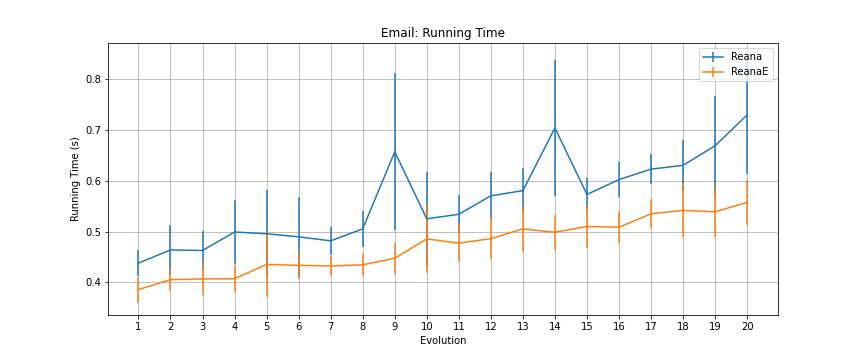 Email: Running Time
Reana
ReanaE
Running Time (s)
0.8
0.7
0.6
0.5
0.4
1 2 3 4 5 6 7 8 9 10 11 12 13 14 15 16 17 18 19 20
Evolution